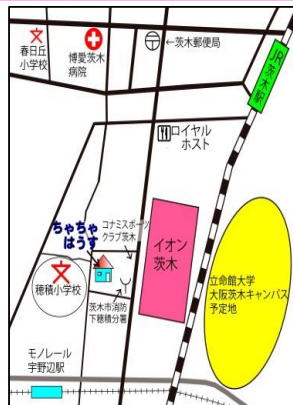 春日丘
小学校
博愛茨木
病院
←茨木郵便局
JR茨木駅
ロイヤル
ホスト
ちゃちゃ
はうす
コナミスポーツ
クラブ茨木
イオン
茨木
穂積小学校
茨木市消防
下穂積分署
立命館大学
大阪茨木キャンパス
予定地
モノレール
宇野辺駅